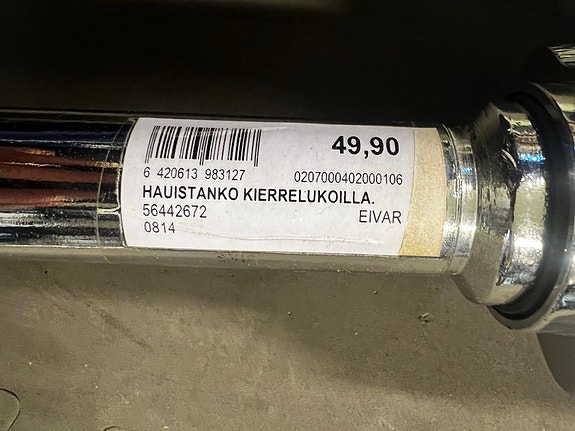 49,90
6 420613 983127 0207000402000106
HAUISTANKO KIERRELUKOILLA.
56442672 EIVAR
0814